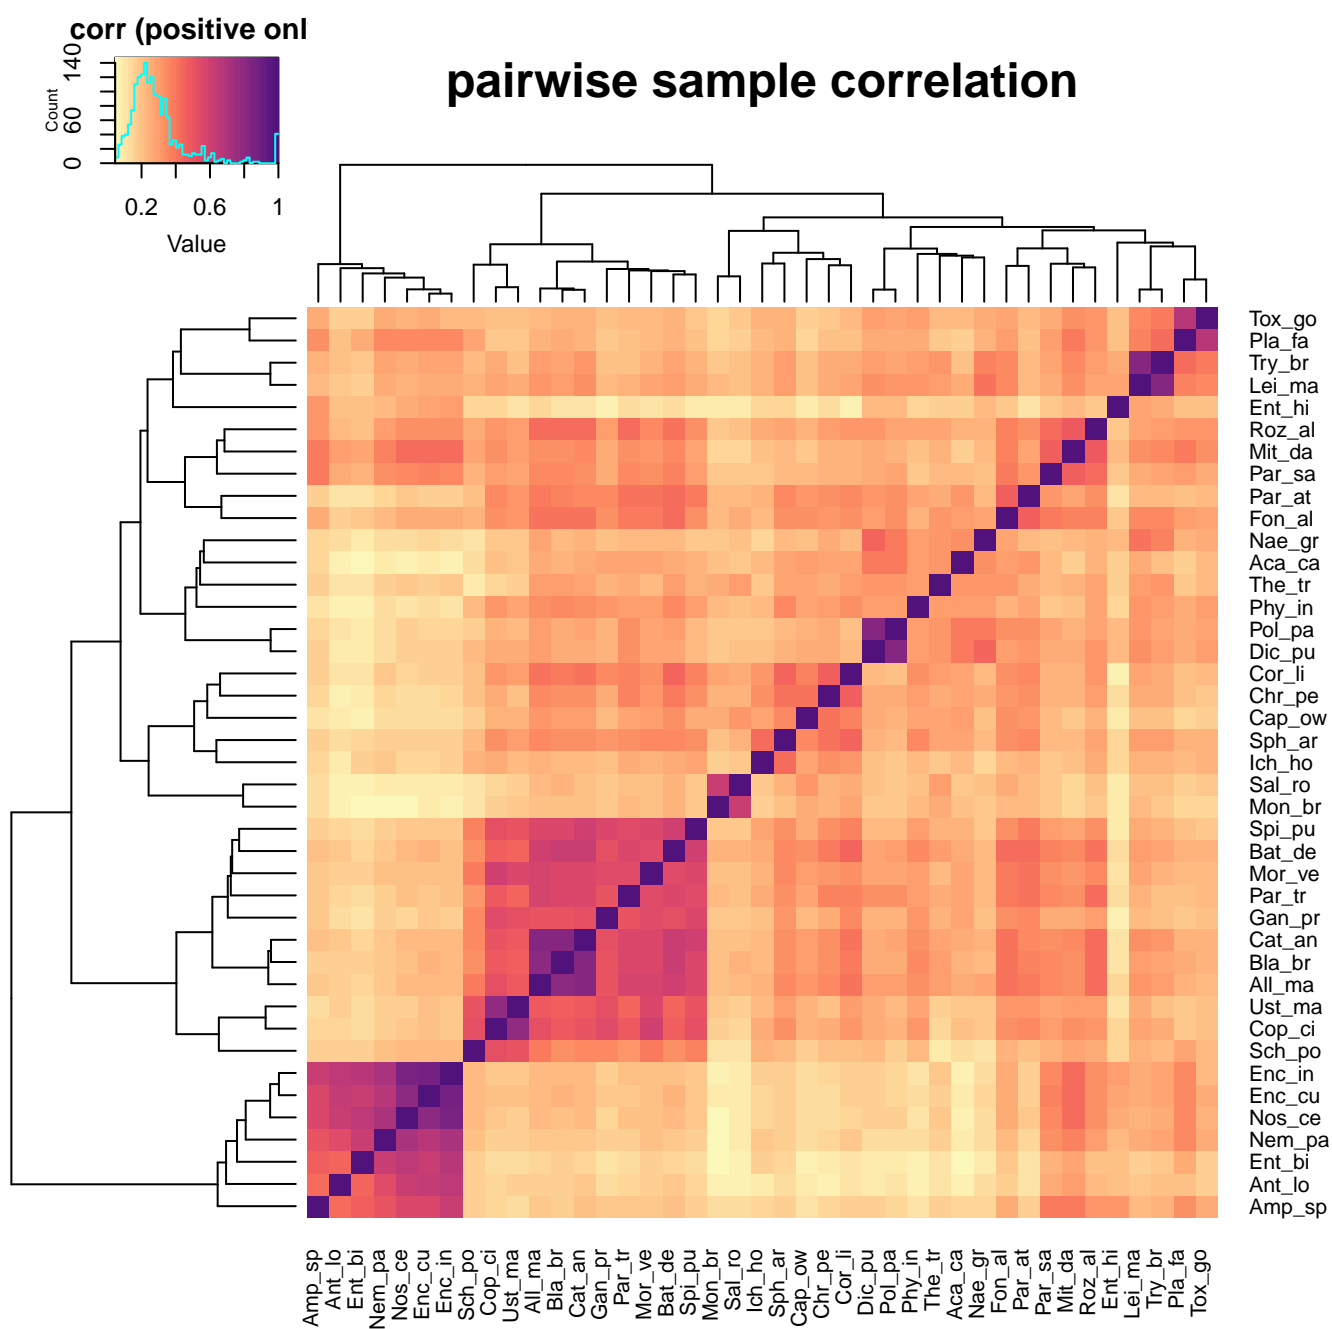 corr (positive onl
pairwise sample correlation
Count
0
60
140
0.2
0.6
1
Value
Tox_go
Pla_fa
Try_br
Lei_ma
Ent_hi
Roz_al
Mit_da
Par_sa
Par_at
Fon_al
Nae_gr
Aca_ca
The_tr
Phy_in
Pol_pa
Dic_pu
Cor_li
Chr_pe
Cap_ow
Sph_ar
Ich_ho
Sal_ro
Mon_br
Spi_pu
Bat_de
Mor_ve
Par_tr
Gan_pr
Cat_an
Bla_br
All_ma
Ust_ma
Cop_ci
Sch_po
Enc_in
Enc_cu
Nos_ce
Nem_pa
Ent_bi
Ant_lo
Amp_sp
Amp_sp
Ant_lo
Ent_bi
Nem_pa
Nos_ce
Enc_cu
Enc_in
Sch_po
Cop_ci
Ust_ma
All_ma
Bla_br
Cat_an
Gan_pr
Par_tr
Mor_ve
Bat_de
Spi_pu
Mon_br
Sal_ro
Ich_ho
Sph_ar
Cap_ow
Chr_pe
Cor_li
Dic_pu
Pol_pa
Phy_in
The_tr
Aca_ca
Nae_gr
Fon_al
Par_at
Par_sa
Mit_da
Roz_al
Ent_hi
Lei_ma
Try_br
Pla_fa
Tox_go